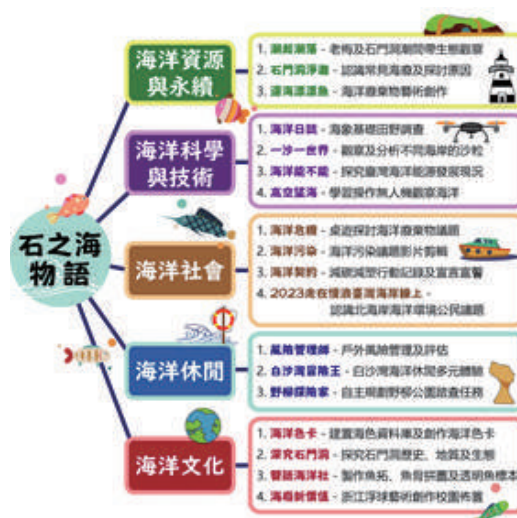 石之海
物語
海洋資源
與永續
1. 潮起潮落 - 老梅及石門洞潮間帶生態觀察
2. 石門洞淨灘 - 認識常見海廢及探討原因
3. 海漂漂魚 - 海洋廢棄物藝術創作
海洋科學
與技術
1. 海洋日誌 - 海象基礎田野調查
2. 一沙一世界 - 觀察及分析不同海岸的沙粒
3. 海洋能不能 - 探究臺灣海洋能源發展現況
4. 高空望海 - 學習操作無人機觀察海洋
海洋社會
1. 海洋危機 - 桌遊探討海洋廢棄物議題
2. 海洋污染 - 海洋污染議題影片剪輯
3. 海洋契約 - 減碳減塑行動記錄及宣言宣誓
4. 2023走在慢浪臺灣海岸線上 -
認識北海岸海洋環境公民議題
海洋休閒
1. 風險管理師 - 戶外風險管理及評估
2. 白沙灣冒險王 - 白沙灣海洋休閒多元體驗
3. 野柳探險家 - 自主規劃野柳公園踏查任務
海洋文化
1. 海洋色卡 - 建置海色資料庫及創作海洋色卡
2. 深究石門洞 - 探究石門洞歷史、地質及生態
3. 雙語海洋社 - 製作魚拓、魚骨拼圖及透明魚標本
4. 海廢新價值 - 浙江浮球藝術創作校園佈置